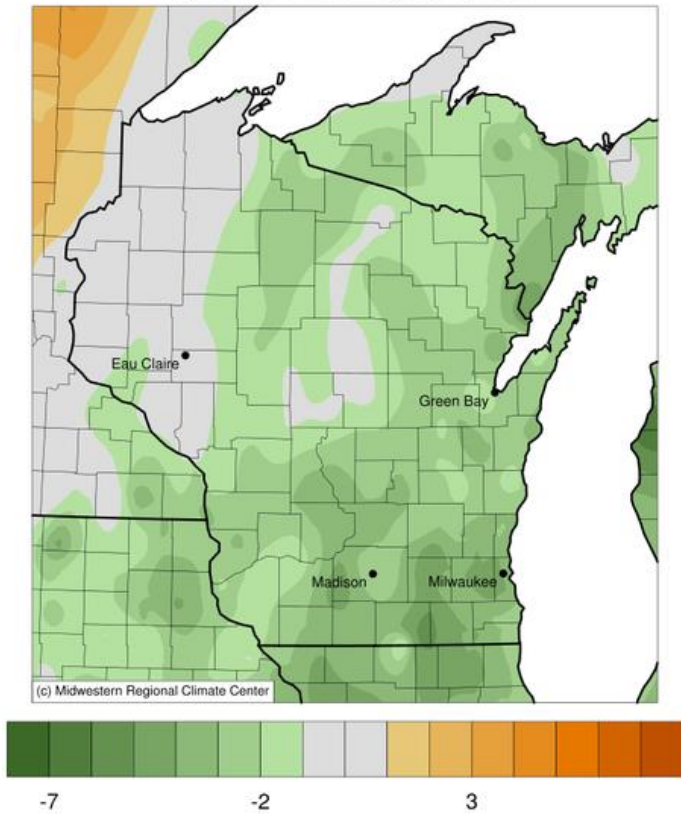 Eau Claire
Green Bay
Madison
Milwaukee
(c) Midwestern Regional Climate Center
-7
-2
3